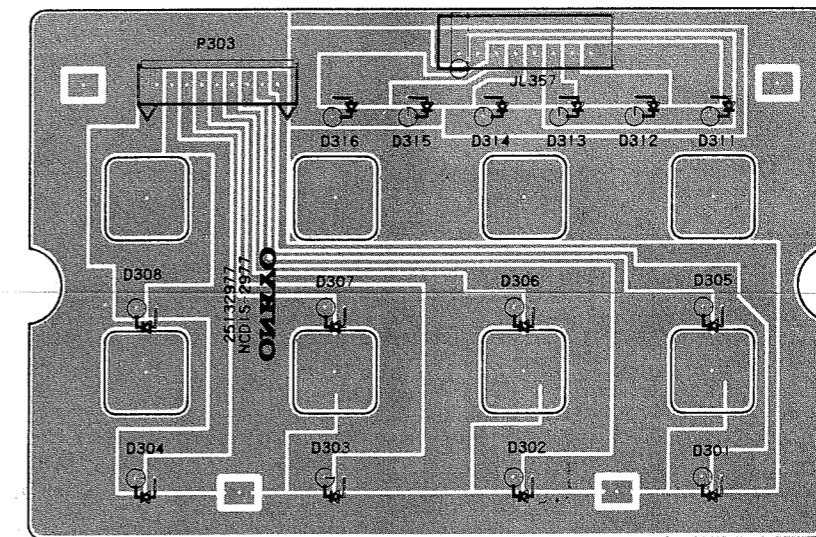 P303
JL357
D316 D315 D314 D313 D312 D311
D308 D307 D306 D305
25132977
NCDIS-2977
ONKYO
D304 D303 D302 D301